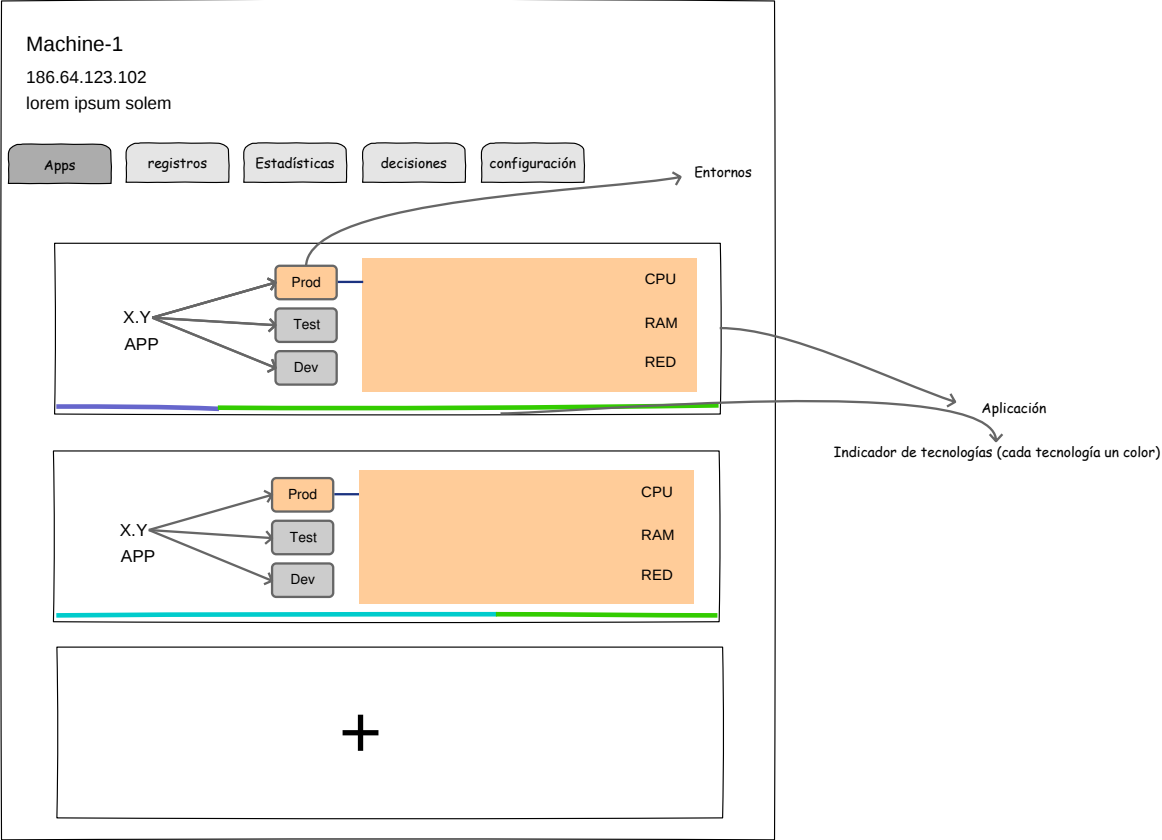 Machine-1
186.64.123.102
lorem ipsum solem
Apps
registros
Estadísticas
decisiones
configuración
Entornos
Prod
CPU
X.Y
APP
Test
RAM
Dev
RED
Aplicación
Indicador de tecnologías (cada tecnología un color)
Prod
CPU
X.Y
APP
Test
RAM
Dev
RED
+